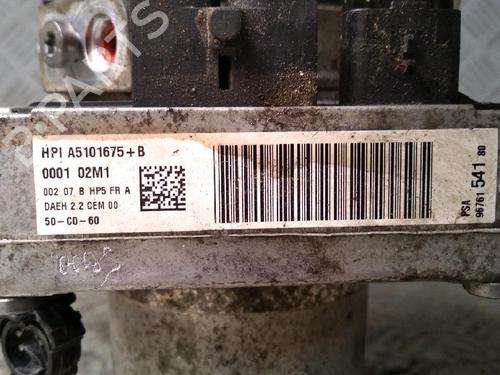 B-PARTS
HPI A5101675+B
0001 02M1
002 07 B HP5 FR A
DAEH 2.2 CEM 00
50-C0-60
PSA
96761 541 80